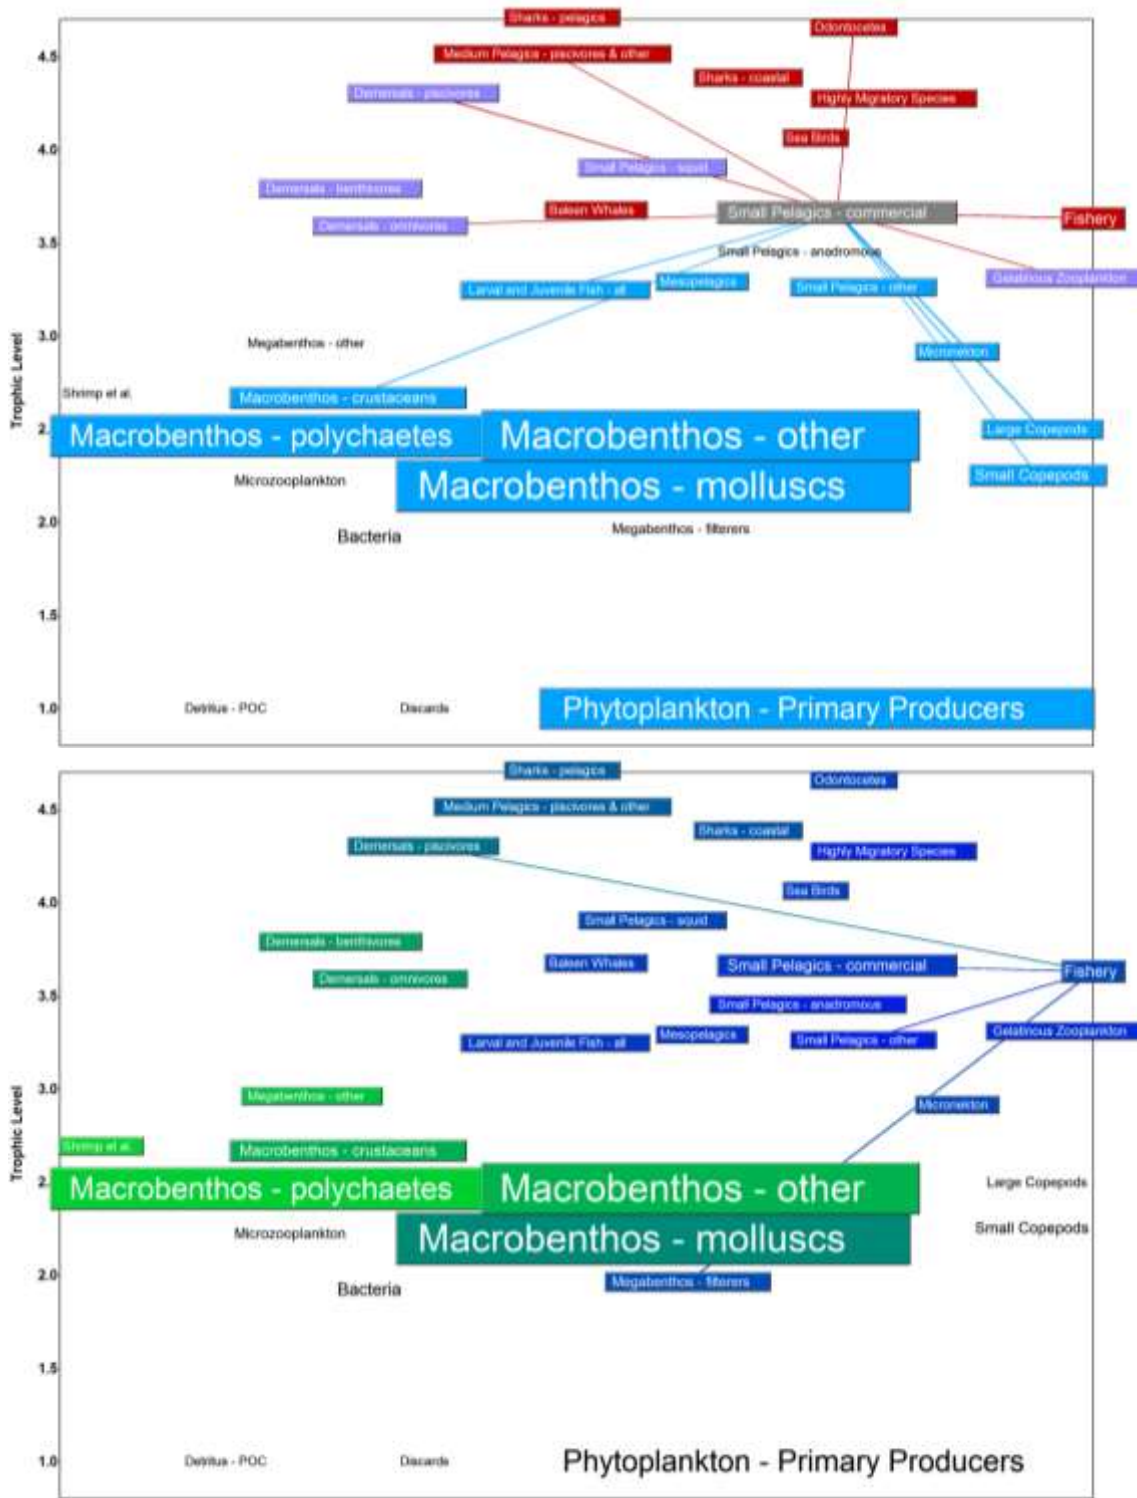 Sharks - pelagics
Odontocetes
4.5
Medium Pelagics - piscivores & other
Sharks - coastal
Demersals - piscivores
Highly Migratory Species
4.0
Sea Birds
Small Pelagics - squid
Demersals - benthivores
Baleen Whales
Small Pelagics - commercial
Fishery
Demersals - omnivores
3.5
Small Pelagics - anadromous
Gelatinous Zooplankton
Mesopelagics
Larval and Juvenile Fish - all
Small Pelagics - other
3.0
Megabenthos - other
Micronekton
Trophic Level
Shrimp et al.
Macrobenthos - crustaceans
2.
Macrobenthos - polychaetes
Macrobenthos - other
Large Copepods
Small Copepods
Microzooplankton
Macrobenthos - molluscs
2.0
Bacteria
Megabenthos - filterers
1.5
1.0
Detritus - POC
Discards
Phytoplankton - Primary Producers
Sharks - pelagics
Odontocetes
4.5
Medium Pelagics - piscivores & other
Sharks - coastal
Demersals - piscivores
Highly Migratory Species
4.0
Sea Birds
Small Pelagics - squid
Demersals - benthivores
Baleen Whales
Small Pelagics - commercial
Fishery
Demersals - omnivores
3.5
Small Pelagics - anadromous
Gelatinous Zooplankton
Mesopelagics
Larval and Juvenile Fish - all
Small Pelagics - other
3.0
Megabenthos - other
Micronekton
Trophic Level
Shrimp et al.
Macrobenthos - crustaceans
2.
Macrobenthos - polychaetes
Macrobenthos - other
Large Copepods
Small Copepods
Microzooplankton
Macrobenthos - molluscs
2.0
Bacteria
Megabenthos - filterers
1.5
1.0
Detritus - POC
Discards
Phytoplankton - Primary Producers